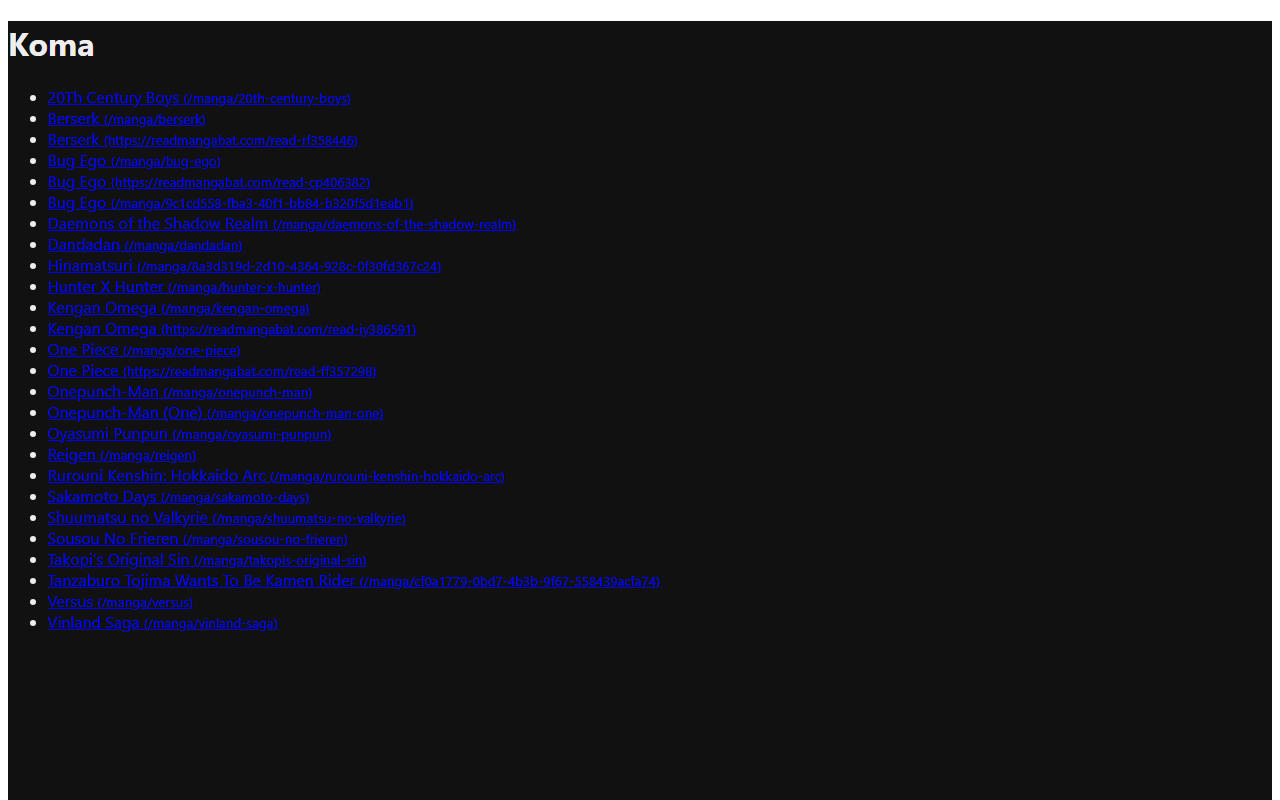 Koma
20Th Century Boys (/manga/20th-century-boys)
Berserk (/manga/berserk)
Berserk (https://readmangabat.com/read-rf358446)
Bug Ego (/manga/bug-ego)
Bug Ego (https://readmangabat.com/read-cp406882)
Bug Ego (/manga/9c1cd558-fba3-40f1-bb84-b320f5d1eab1)
Daemons of the Shadow Realm (/manga/daemons-of-the-shadow-realm)
Dandadan (/manga/dandadan)
Hinamatsuri (/manga/8a3d319d-2d10-4364-928c-0f30fd367c24)
Hunter X Hunter (/manga/hunter-x-hunter)
Kengan Omega (/manga/kengan-omega)
Kengan Omega (https://readmangabat.com/read-iy386591)
One Piece (/manga/one-piece)
One Piece (https://readmangabat.com/read-ff357298)
Onepunch-Man (/manga/onepunch-man)
Onepunch-Man (One) (/manga/onepunch-man-one)
Oyasumi Punpun (/manga/oyasumi-punpun)
Reigen (/manga/reigen)
Rurouni Kenshin: Hokkaido Arc (/manga/rurouni-kenshin-hokkaido-arc)
Sakamoto Days (/manga/sakamoto-days)
Shuumatsu no Valkyrie (/manga/shuumatsu-no-valkyrie)
Sousou No Frieren (/manga/sousou-no-frieren)
Takopi's Original Sin (/manga/takopis-original-sin)
Tanzaburo Tojima Wants To Be Kamen Rider (/manga/cf0a1779-0bd7-4b3b-9f67-558439acfa74)
Versus (/manga/versus)
Vinland Saga (/manga/vinland-saga)